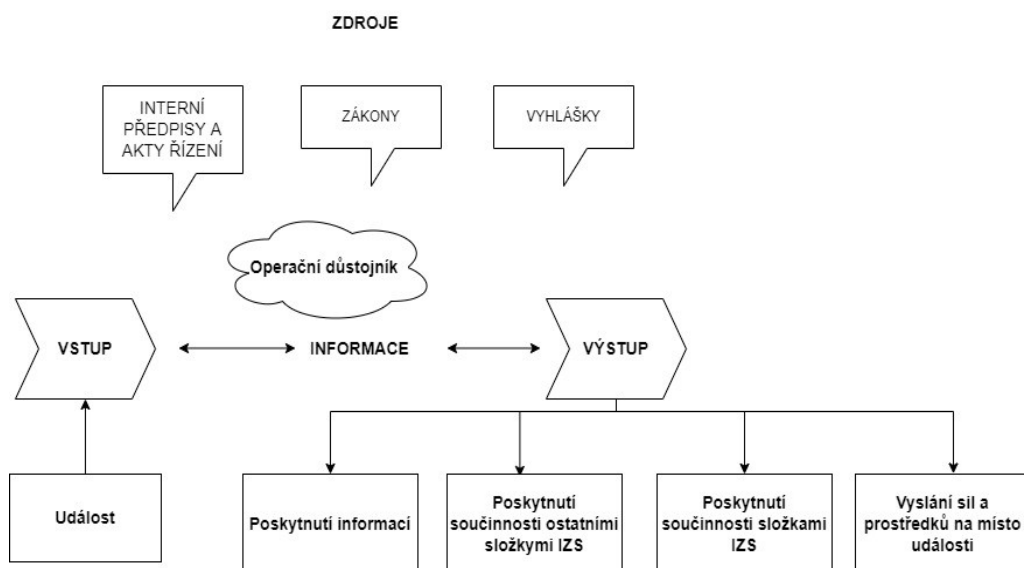 ZDROJE
INTERNÍ
PŘEDPISY A
AKTY ŘÍZENÍ
ZÁKONY
VYHLÁŠKY
Operační důstojník
VSTUP
INFORMACE
VÝSTUP
Událost
Poskytnutí informací
Poskytnutí
součinnosti ostatními
složkymi IZS
Poskytnutí
součinnosti složkami
IZS
Vyslání sil a
prostředků na místo
události